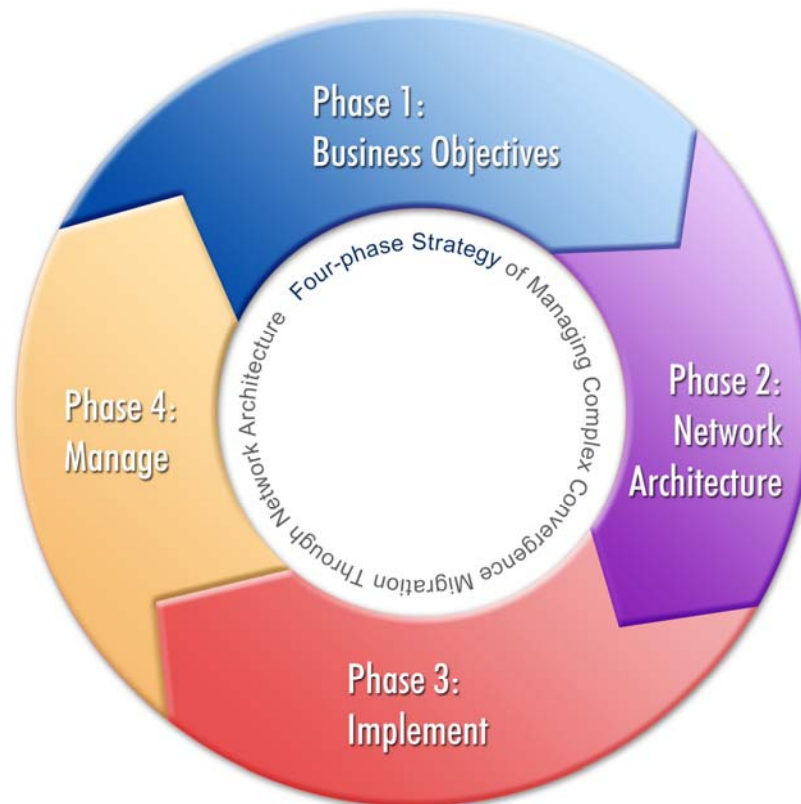 Phase 1:
Business Objectives
Four-phase Strategy of Managing Complex Convergence Migration Through Network Architecture
Phase 2:
Network
Architecture
Phase 3:
Implement
Phase 4:
Manage